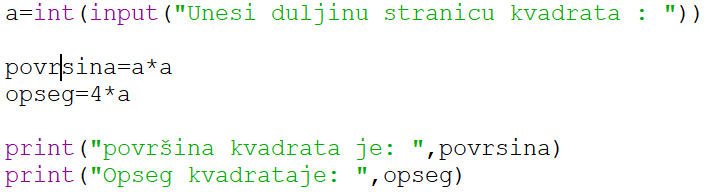 a=int(input("Unesi duljinu stranicu kvadrata : "))
povrsina=a*a
opseg=4*a
print("površina kvadrata je: ",povrsina)
print("Opseg kvadrataje: ",opseg)